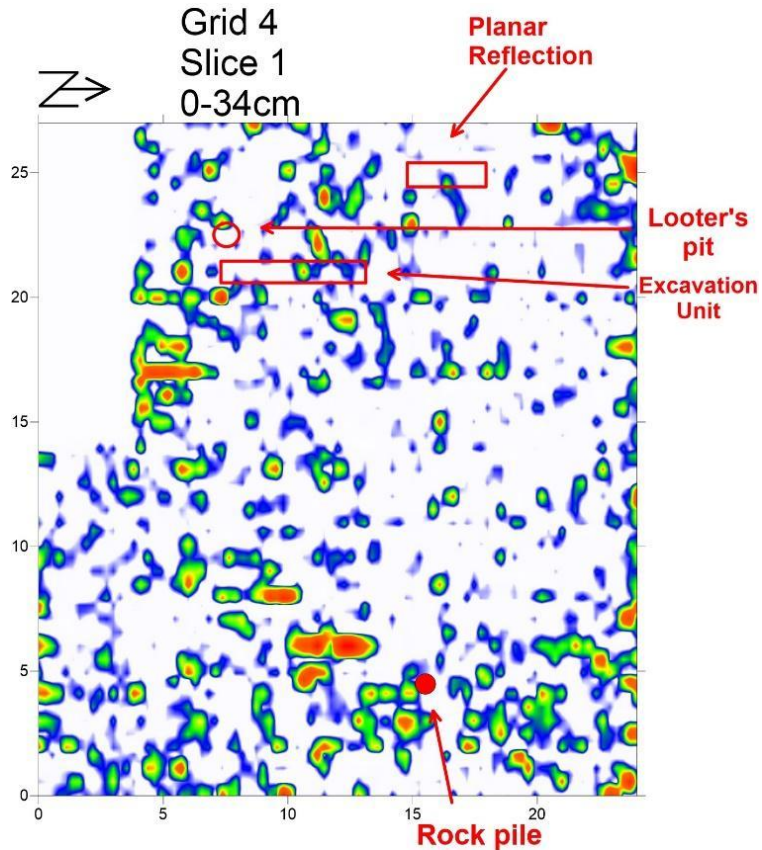 Grid 4
Slice 1
0-34cm
Planar
Reflection
Z
25
Looter's
pit
Excavation
Unit
20
15
10
5
Rock pile
0
0
5
10
15
20